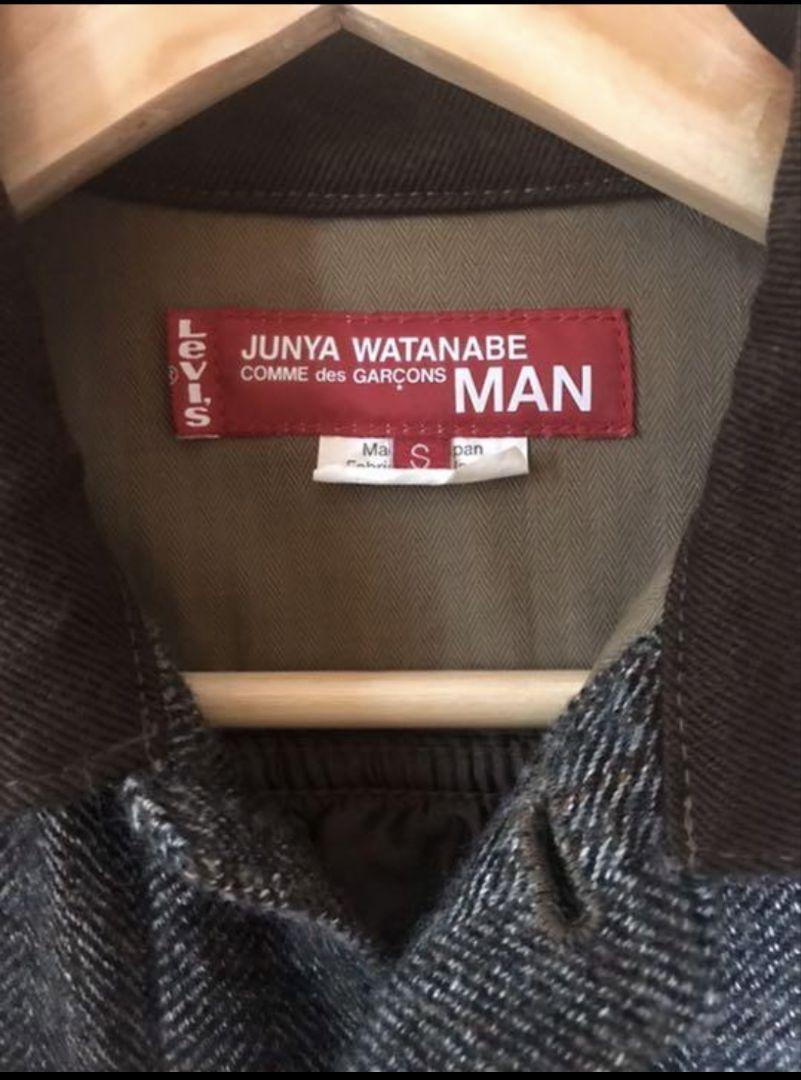 Levi's
®
JUNYA WATANABE
COMME des GARÇONS
MAN
S